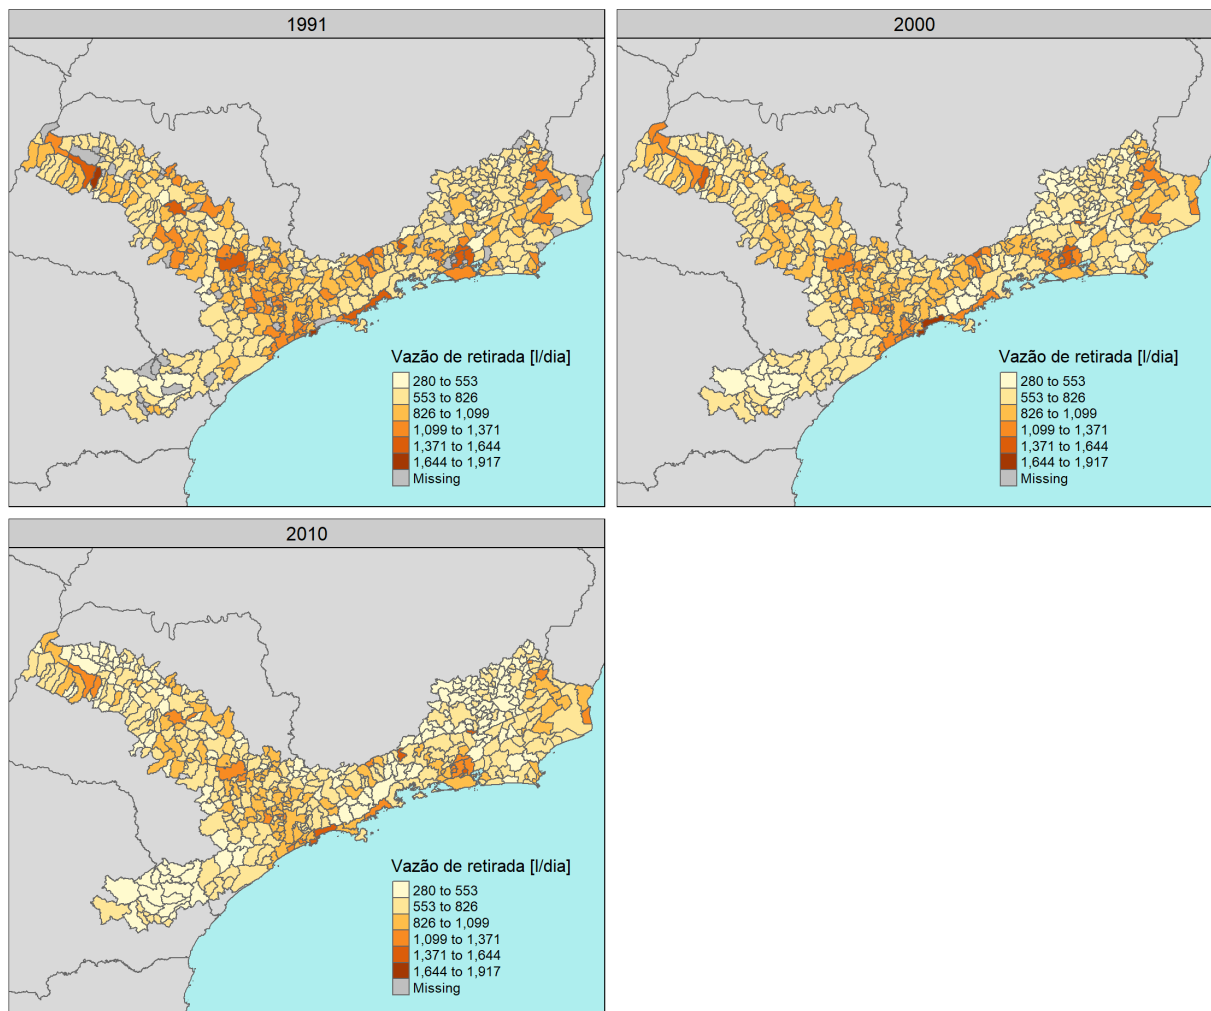 1991
Vazão de retirada [l/dia]
280 to 553
553 to 826
826 to 1,099
1,099 to 1,371
1,371 to 1,644
1,644 to 1,917
Missing
2000
Vazão de retirada [l/dia]
280 to 553
553 to 826
826 to 1,099
1,099 to 1,371
1,371 to 1,644
1,644 to 1,917
Missing
2010
Vazão de retirada [l/dia]
280 to 553
553 to 826
826 to 1,099
1,099 to 1,371
1,371 to 1,644
1,644 to 1,917
Missing